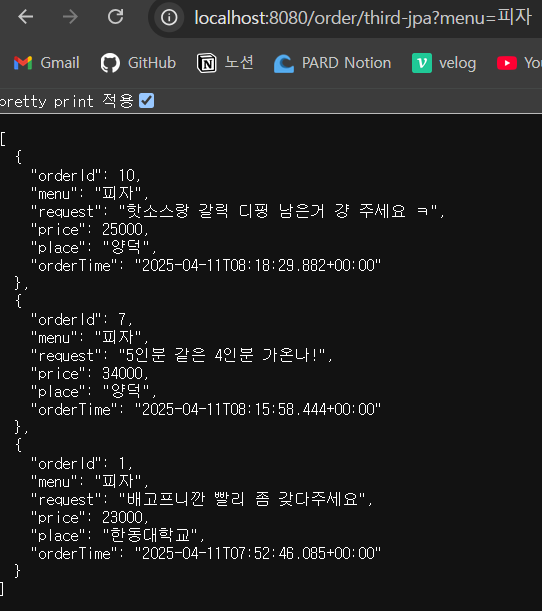 localhost:8080/order/third-jpa?menu=피자
Gmail GitHub 노션 PARD Notion velog You
pretty print 적용
[
  {
    "orderId": 10,
    "menu": "피자",
    "request": "핫소스랑 갈릭 디핑 남은거 걍 주세요 ㅋ",
    "price": 25000,
    "place": "양덕",
    "orderTime": "2025-04-11T08:18:29.882+00:00"
  },
  {
    "orderId": 7,
    "menu": "피자",
    "request": "5인분 같은 4인분 가온나!",
    "price": 34000,
    "place": "양덕",
    "orderTime": "2025-04-11T08:15:58.444+00:00"
  },
  {
    "orderId": 1,
    "menu": "피자",
    "request": "배고프니깐 빨리 좀 갖다주세요",
    "price": 23000,
    "place": "한동대학교",
    "orderTime": "2025-04-11T07:52:46.085+00:00"
  }
]